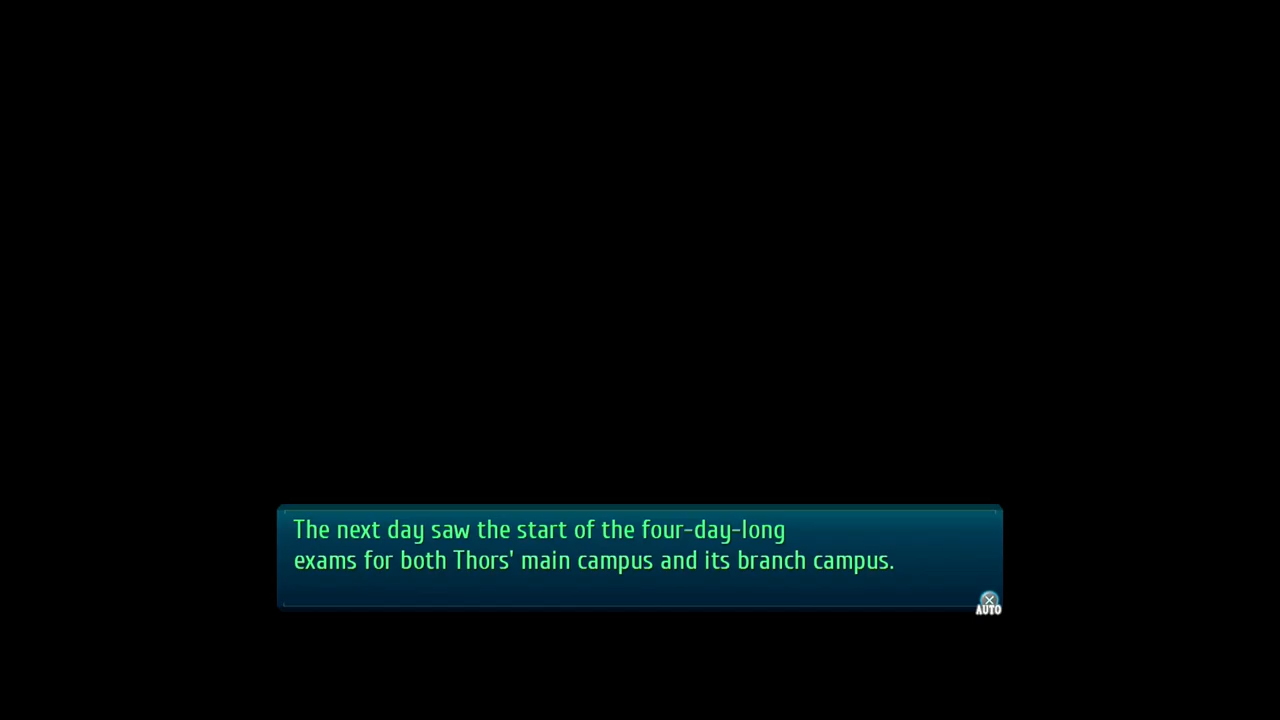 The next day saw the start of the four-day-long
exams for both Thors' main campus and its branch campus.
AUTO